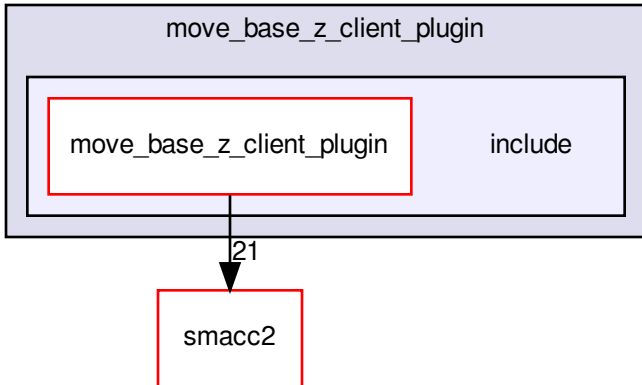 move_base_z_client_plugin
move_base_z_client_plugin
include
21
smacc2